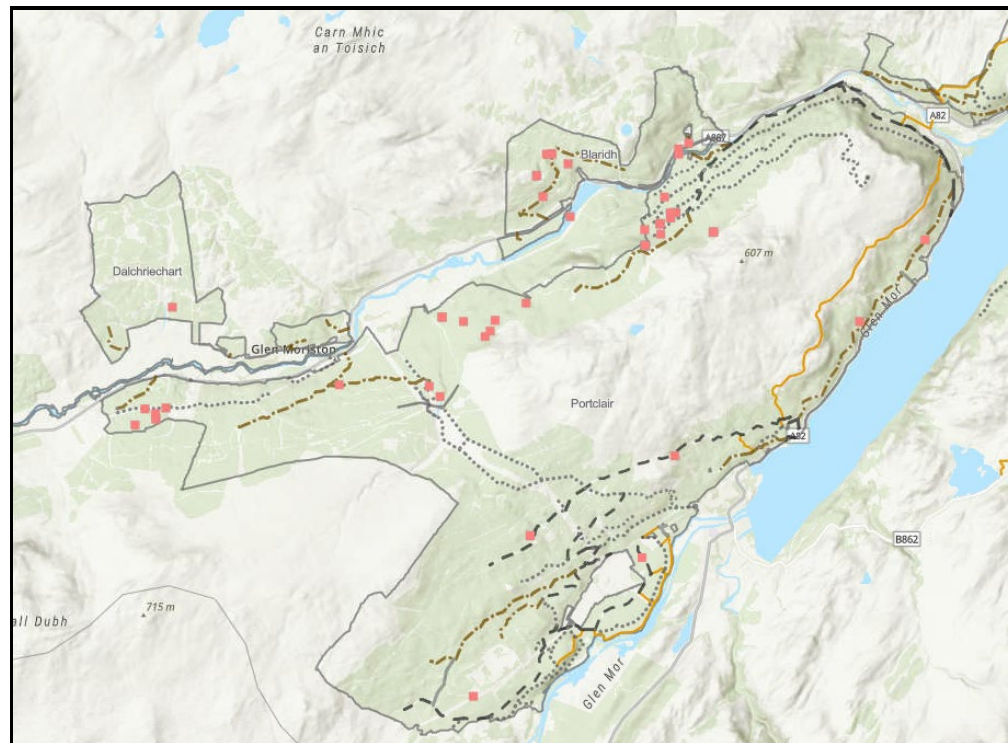 Carn Mhic
an Toisich
A82
A887
Blaridh
607 m
Dalchriechart
Glen Mor
Glen Moriston
Portclair
A82
B862
715 m
all Dubh
Glen Mor